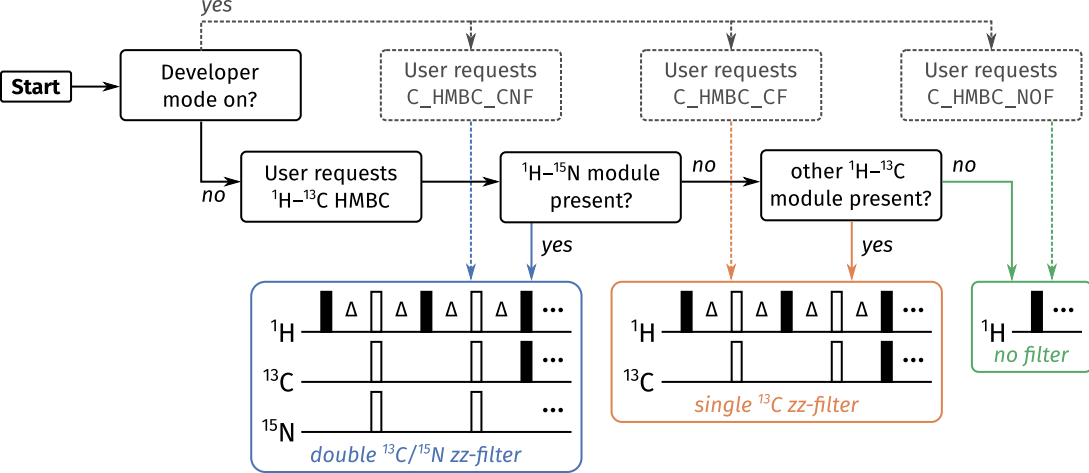 yes
Start
Developer
mode on?
User requests
C_HMBC_CNF
User requests
C_HMBC_CF
User requests
C_HMBC_NOF
no
User requests
¹H–¹³C HMBC
¹H–¹⁵N module
present?
no
other ¹H–¹³C
module present?
no
yes
yes
¹H Δ Δ Δ Δ ...
¹³C ...
¹⁵N ...
double ¹³C/¹⁵N zz-filter
¹H Δ Δ Δ Δ ...
¹³C ...
single ¹³C zz-filter
¹H ...
no filter